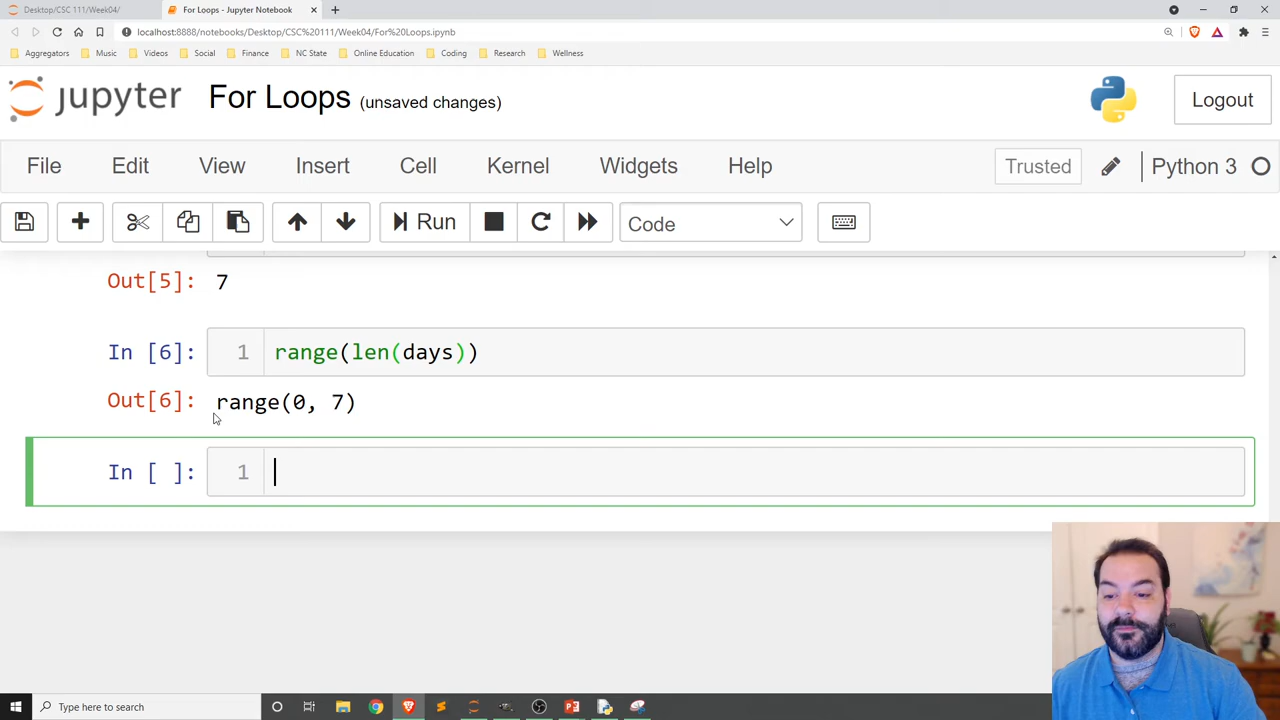 Desktop/CSC 111/Week04/
For Loops - Jupyter Notebook
localhost:8888/notebooks/Desktop/CSC%20111/Week04/For%20Loops.ipynb
Aggregators Music Videos Social Finance NC State Online Education Coding Research Wellness
jupyter For Loops (unsaved changes)
Logout
File Edit View Insert Cell Kernel Widgets Help
Trusted Python 3
Run Code
Out[5]: 7
In [6]: 1 range(len(days))
Out[6]: range(0, 7)
In [ ]: 1
Type here to search